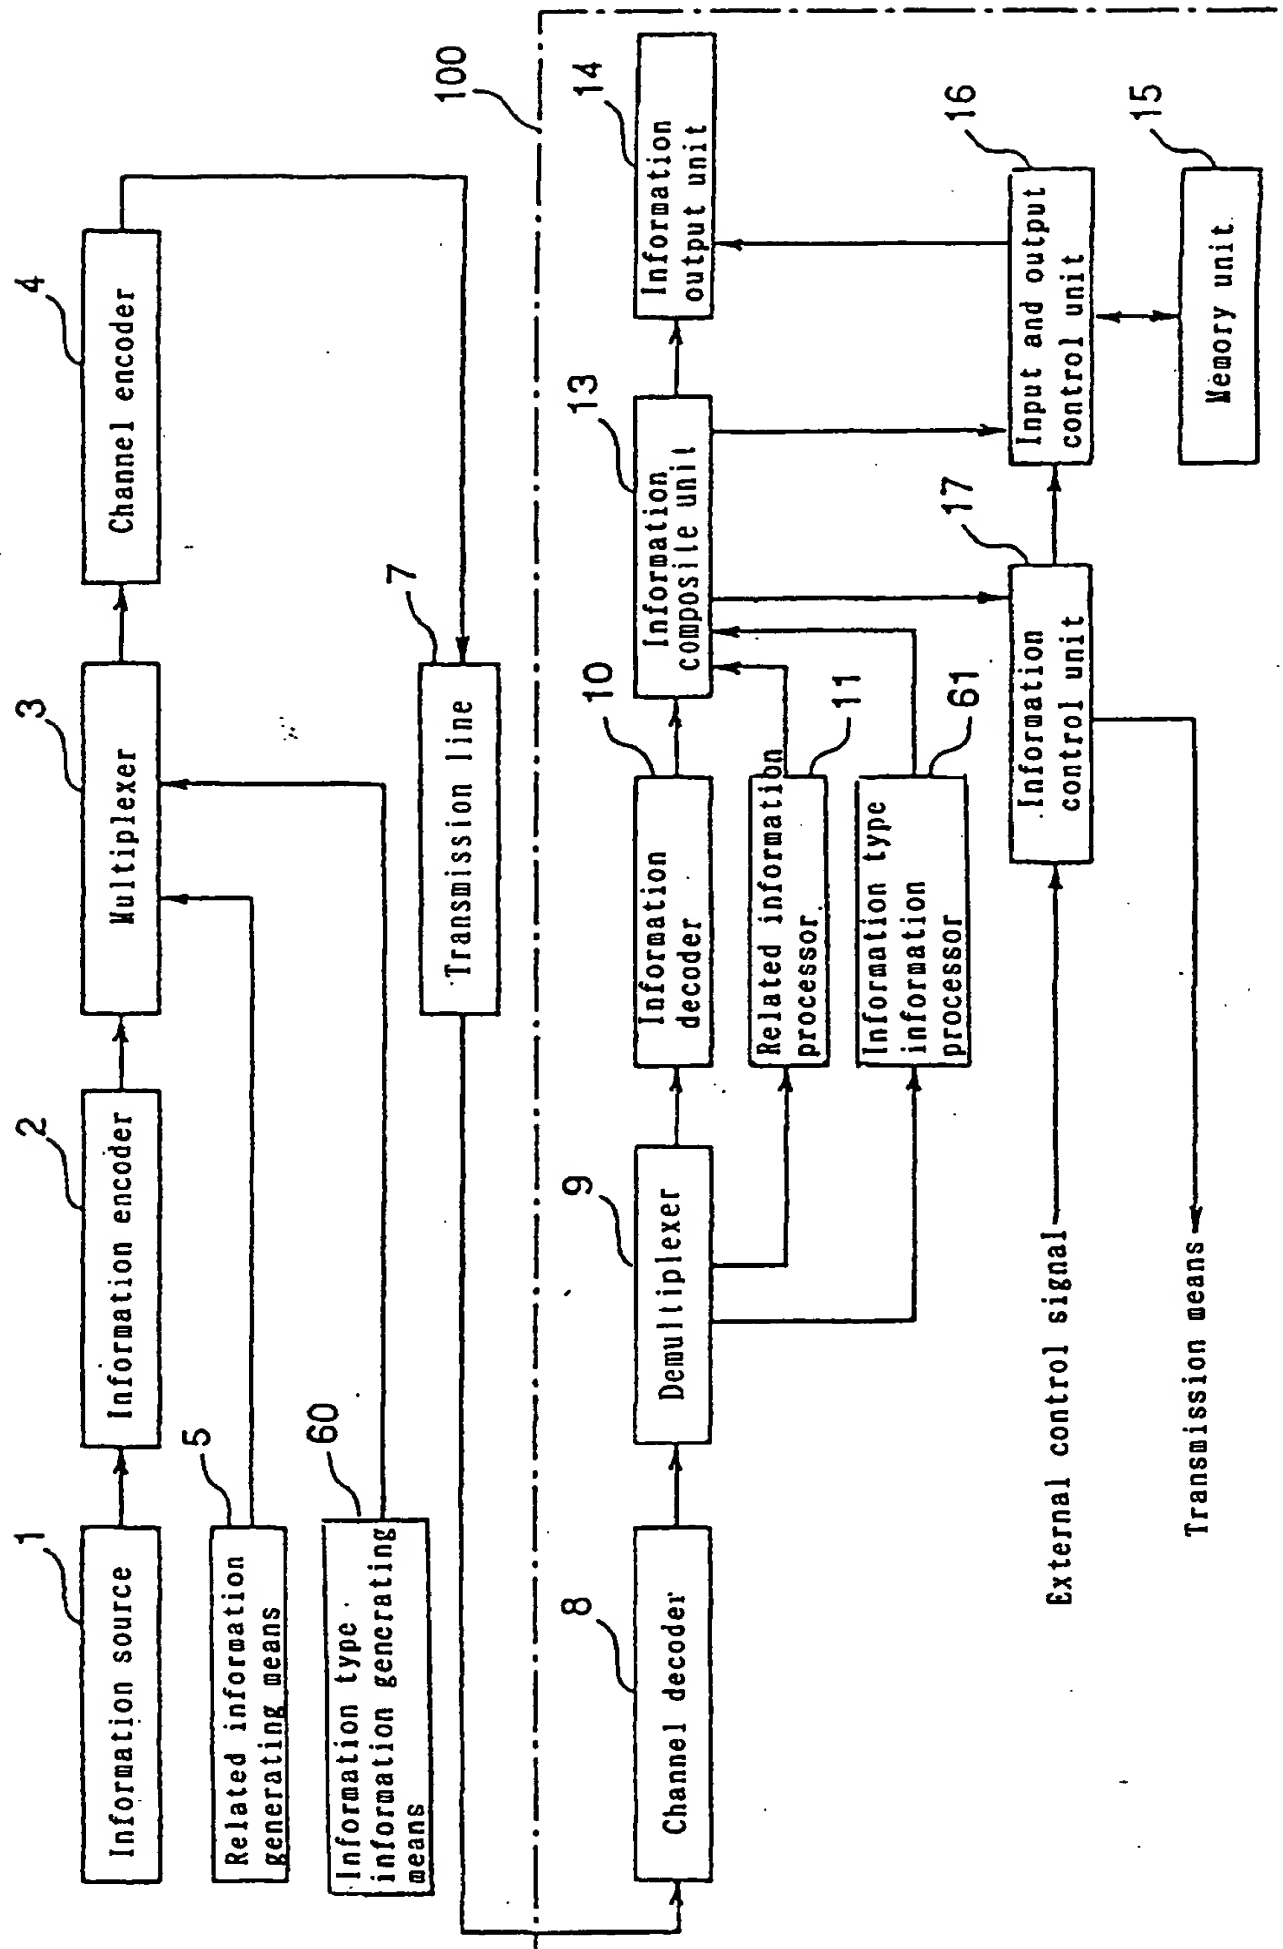 1
Information source
2
Information encoder
3
Multiplexer
4
Channel encoder
5
Related information
generating means
60
Information type
information generating
means
7
Transmission line
100
8
Channel decoder
9
Demultiplexer
10
Information
decoder
13
Information
composite unit
14
Information
output unit
Related information
processor
11
Information type
information
processor
61
External control signal
17
Information
control unit
16
Input and output
control unit
Transmission means
15
Memory unit